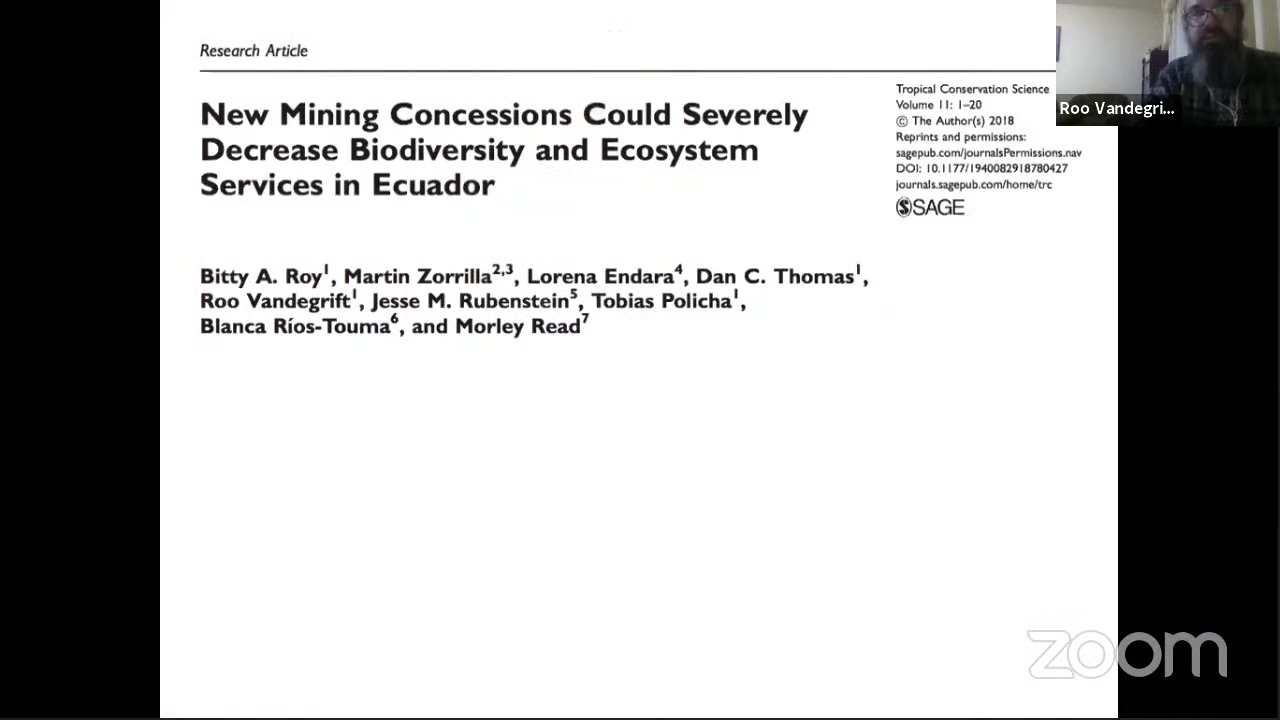 Research Article
New Mining Concessions Could Severely
Decrease Biodiversity and Ecosystem
Services in Ecuador
Tropical Conservation Science
Volume 11: 1–20
© The Author(s) 2018
Reprints and permissions:
sagepub.com/journalsPermissions.nav
DOI: 10.1177/1940082918780427
journals.sagepub.com/home/trc
SAGE
Bitty A. Roy1, Martin Zorrilla2,3, Lorena Endara4, Dan C. Thomas1,
Roo Vandegrift1, Jesse M. Rubenstein5, Tobias Policha1,
Blanca Ríos-Touma6, and Morley Read7
Roo Vandegri...
zoom